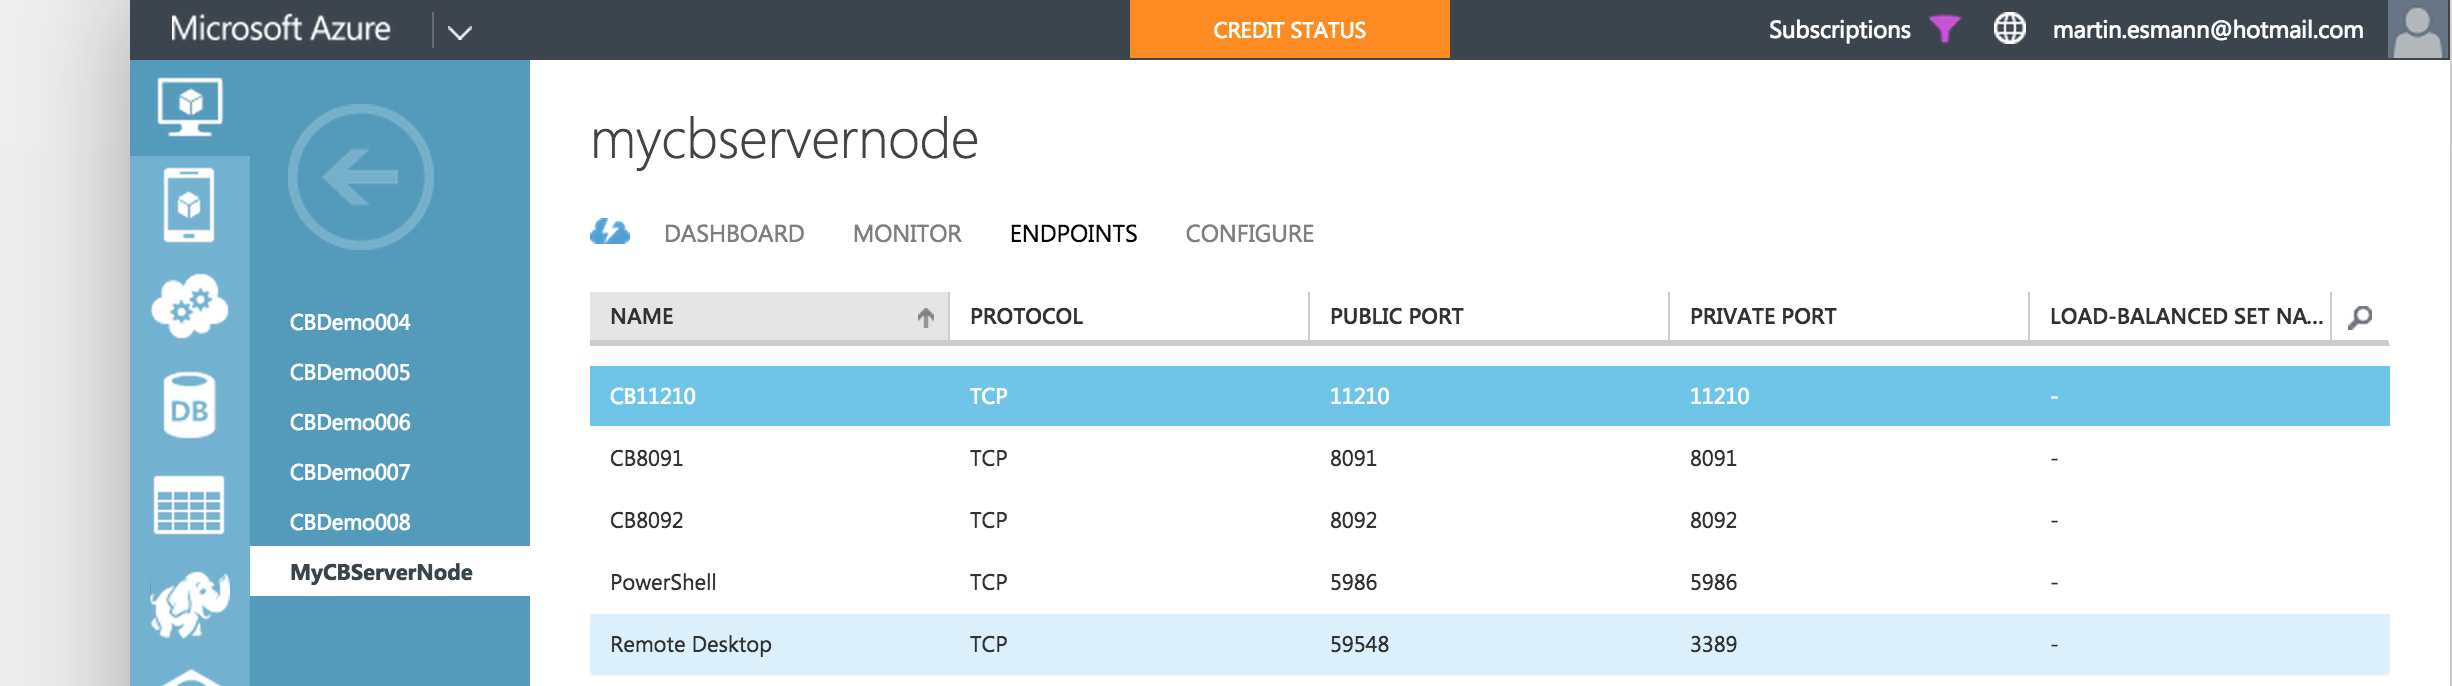 Microsoft Azure CREDIT STATUS Subscriptions martin.esmann@hotmail.com
mycbservernode
DASHBOARD MONITOR ENDPOINTS CONFIGURE
DB
CBDemo004
CBDemo005
CBDemo006
CBDemo007
CBDemo008
MyCBServerNode
NAME PROTOCOL PUBLIC PORT PRIVATE PORT LOAD-BALANCED SET NA...
CB11210 TCP 11210 11210 -
CB8091 TCP 8091 8091 -
CB8092 TCP 8092 8092 -
PowerShell TCP 5986 5986 -
Remote Desktop TCP 59548 3389 -